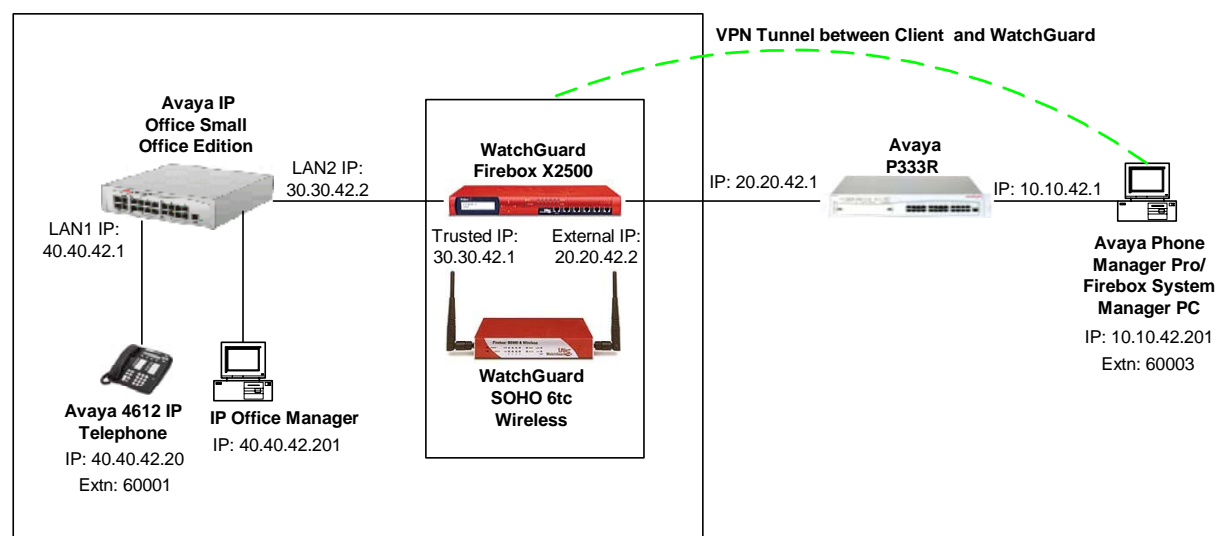 VPN Tunnel between Client  and WatchGuard
Avaya IP
Office Small
Office Edition
LAN2 IP:
30.30.42.2
LAN1 IP:
40.40.42.1
WatchGuard
Firebox X2500
Trusted IP:
30.30.42.1
External IP:
20.20.42.2
WatchGuard
SOHO 6tc
Wireless
IP: 20.20.42.1
Avaya
P333R
IP: 10.10.42.1
Avaya Phone
Manager Pro/
Firebox System
Manager PC
IP: 10.10.42.201
Extn: 60003
Avaya 4612 IP
Telephone
IP: 40.40.42.20
Extn: 60001
IP Office Manager
IP: 40.40.42.201